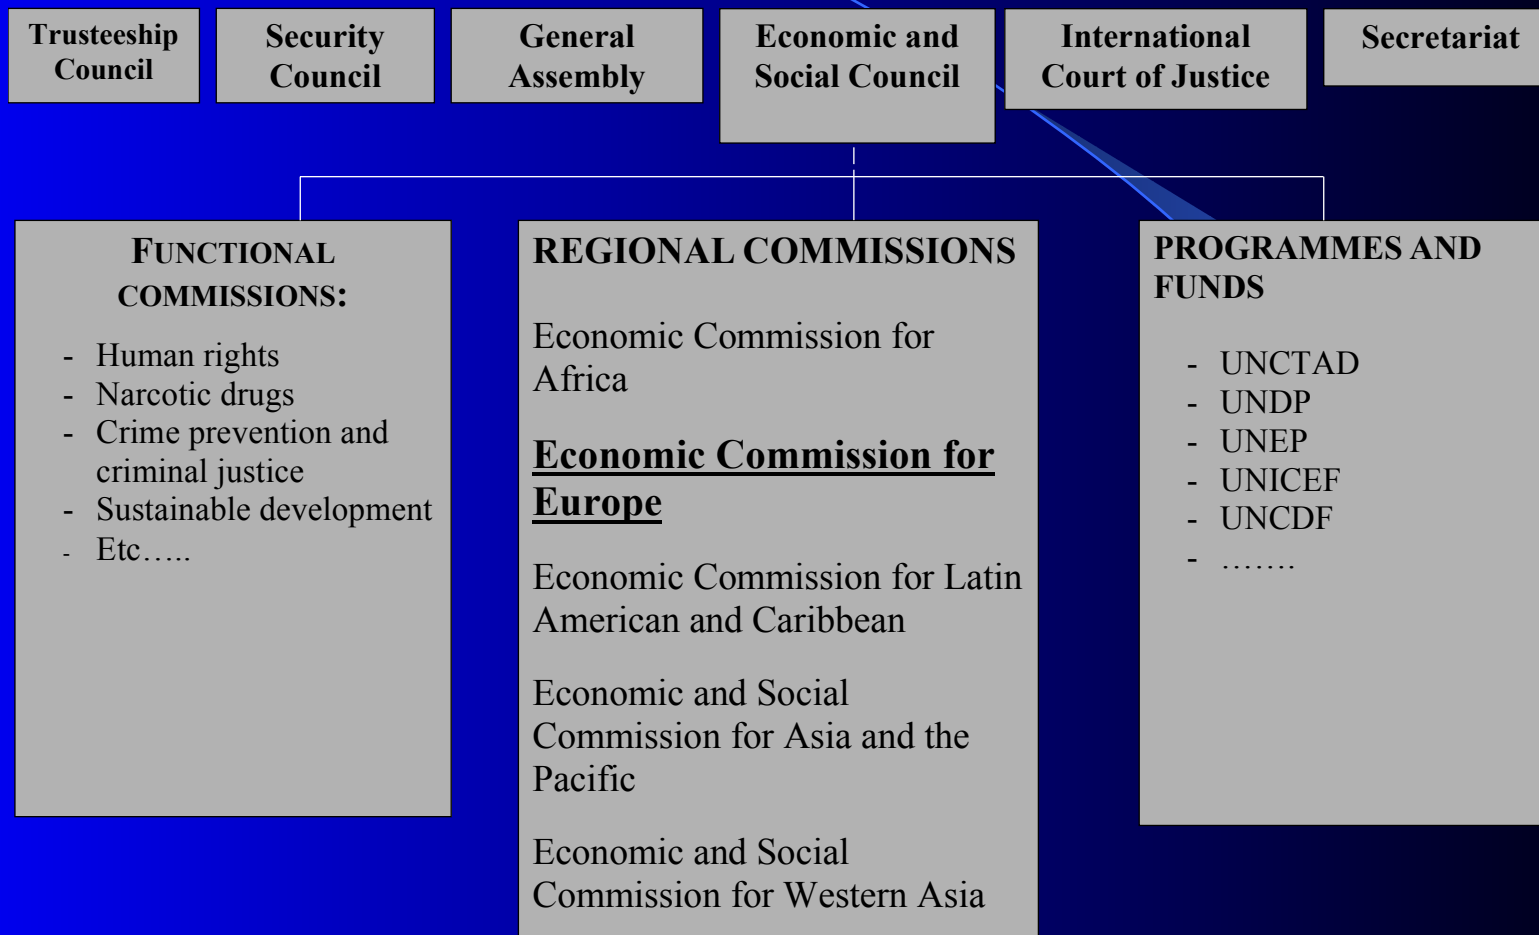 Trusteeship
Council
Security
Council
General
Assembly
Economic and
Social Council
International
Court of Justice
Secretariat
FUNCTIONAL
COMMISSIONS:
- Human rights
- Narcotic drugs
- Crime prevention and
criminal justice
- Sustainable development
- Etc…..
REGIONAL COMMISSIONS
Economic Commission for
Africa
Economic Commission for
Europe
Economic Commission for Latin
American and Caribbean
Economic and Social
Commission for Asia and the
Pacific
Economic and Social
Commission for Western Asia
PROGRAMMES AND
FUNDS
- UNCTAD
- UNDP
- UNEP
- UNICEF
- UNCDF
- …….